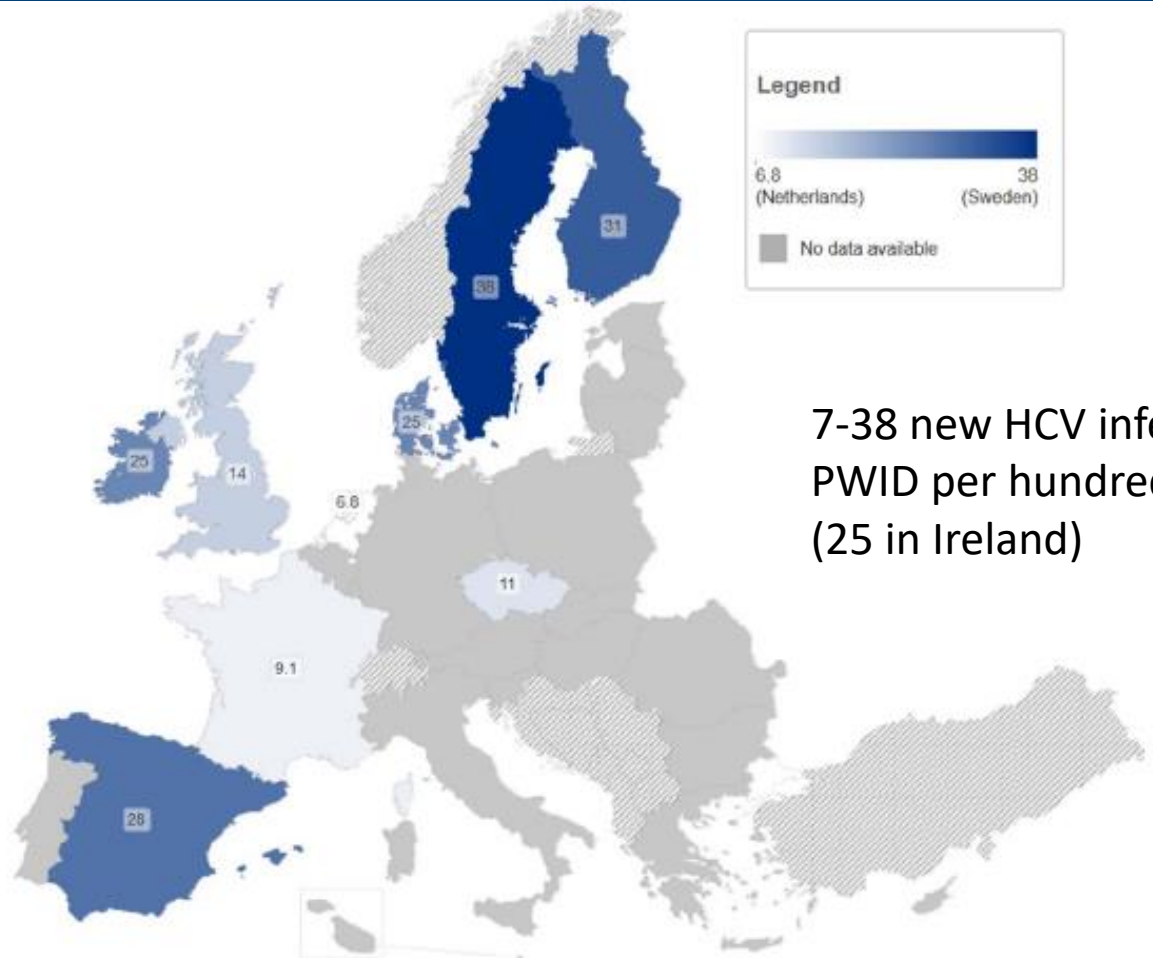 Legend
6.8
(Netherlands)
38
(Sweden)
No data available
31
38
25
25
14
6.8
11
9.1
28
7-38 new HCV infe
PWID per hundred
(25 in Ireland)